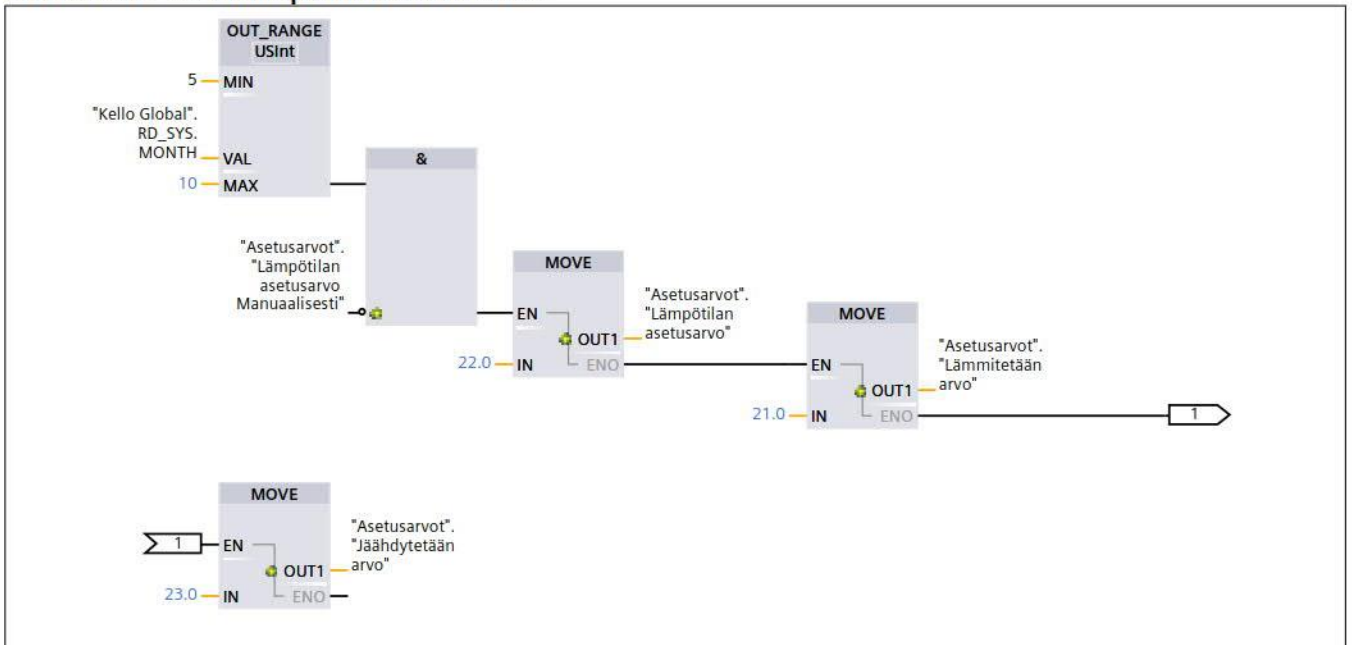 OUT_RANGE
USInt
5
MIN
"Kello Global".
RD_SYS.
MONTH
VAL
10
MAX
&
"Asetusarvot".
"Lämpötilan
asetusarvo
Manuaalisesti"
MOVE
EN
"Asetusarvot".
"Lämpötilan
asetusarvo"
OUT1
22.0
IN
ENO
MOVE
EN
"Asetusarvot".
"Lämmitetään
arvo"
OUT1
21.0
IN
ENO
1
MOVE
1
EN
"Asetusarvot".
"Jäähdytetään
arvo"
OUT1
23.0
IN
ENO